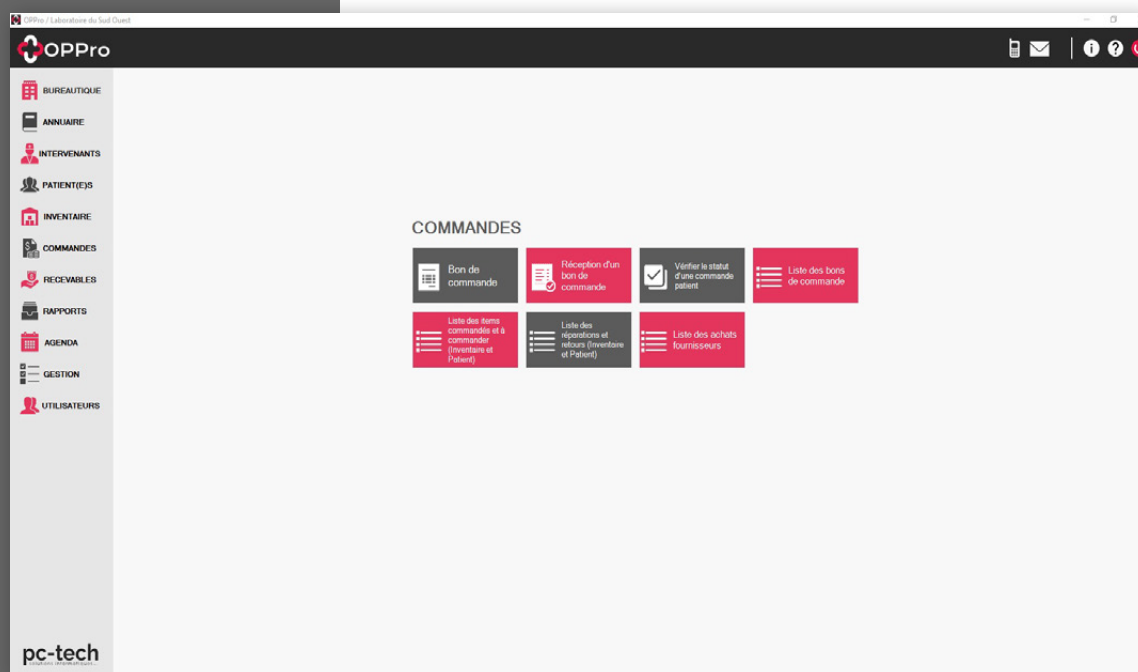 OPPro / Laboratoire du Sud Ouest
OPPro
BUREAUTIQUE
ANNUAIRE
INTERVENANTS
PATIENT(E)S
INVENTAIRE
COMMANDES
RECEVABLES
RAPPORTS
AGENDA
GESTION
UTILISATEURS
COMMANDES
Bon de
commande
Réception d'un
bon de
commande
Vérifier le statut
d'une commande
patient
Liste des bons
de commande
Liste des items
commandés et à
commander
(Inventaire et
Patient)
Liste des
réparations et
retours (Inventaire
et Patient)
Liste des achats
fournisseurs
pc-tech
solutions informatiques